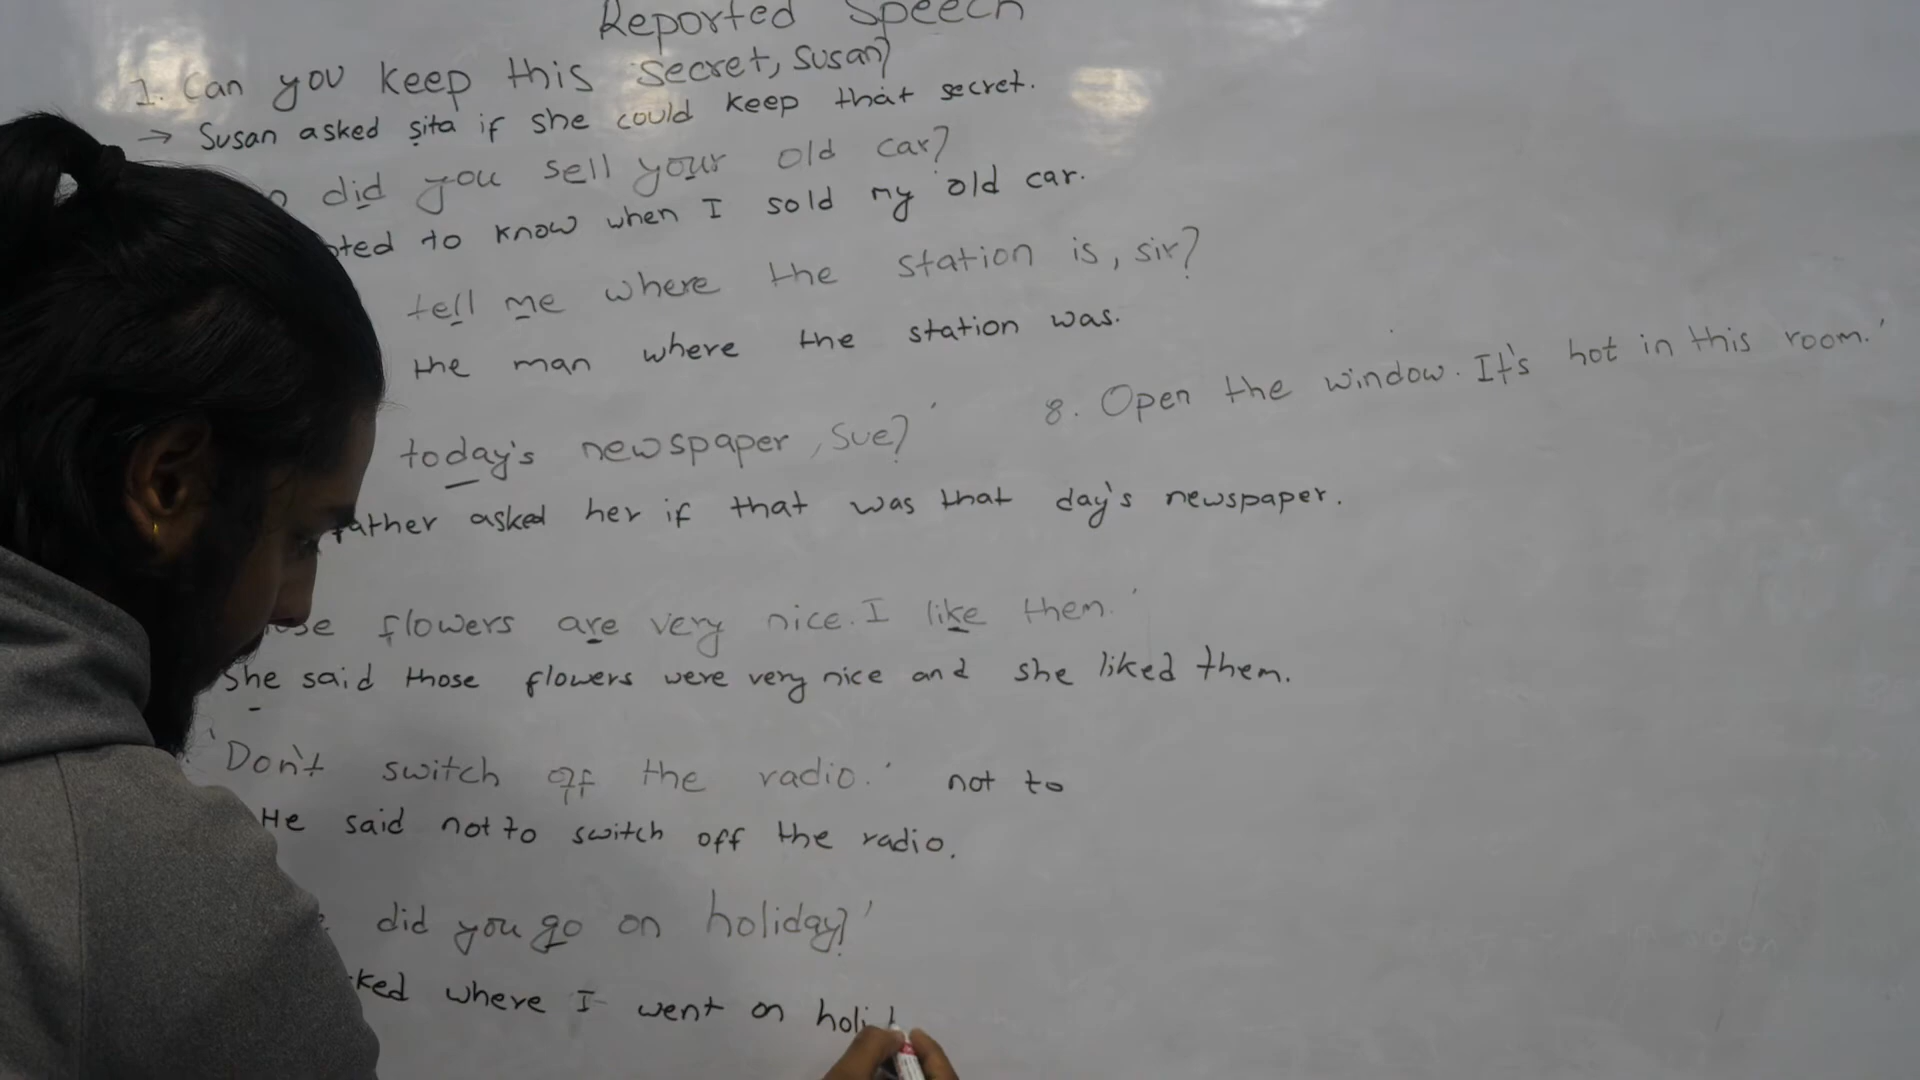 Reported Speech
1. Can you keep this secret, Susan?
→ Susan asked sita if she could keep that secret.
did you sell your old car?
to know when I sold my old car.
tell me where the station is, sir?
the man where the station was.
today's newspaper, Sue?'
8. Open the window. It's hot in this room.'
father asked her if that was that day's newspaper.
flowers are very nice. I like them.'
She said those flowers were very nice and she liked them.
'Don't switch off the radio.' not to
He said not to switch off the radio.
did you go on holiday?'
where I went on